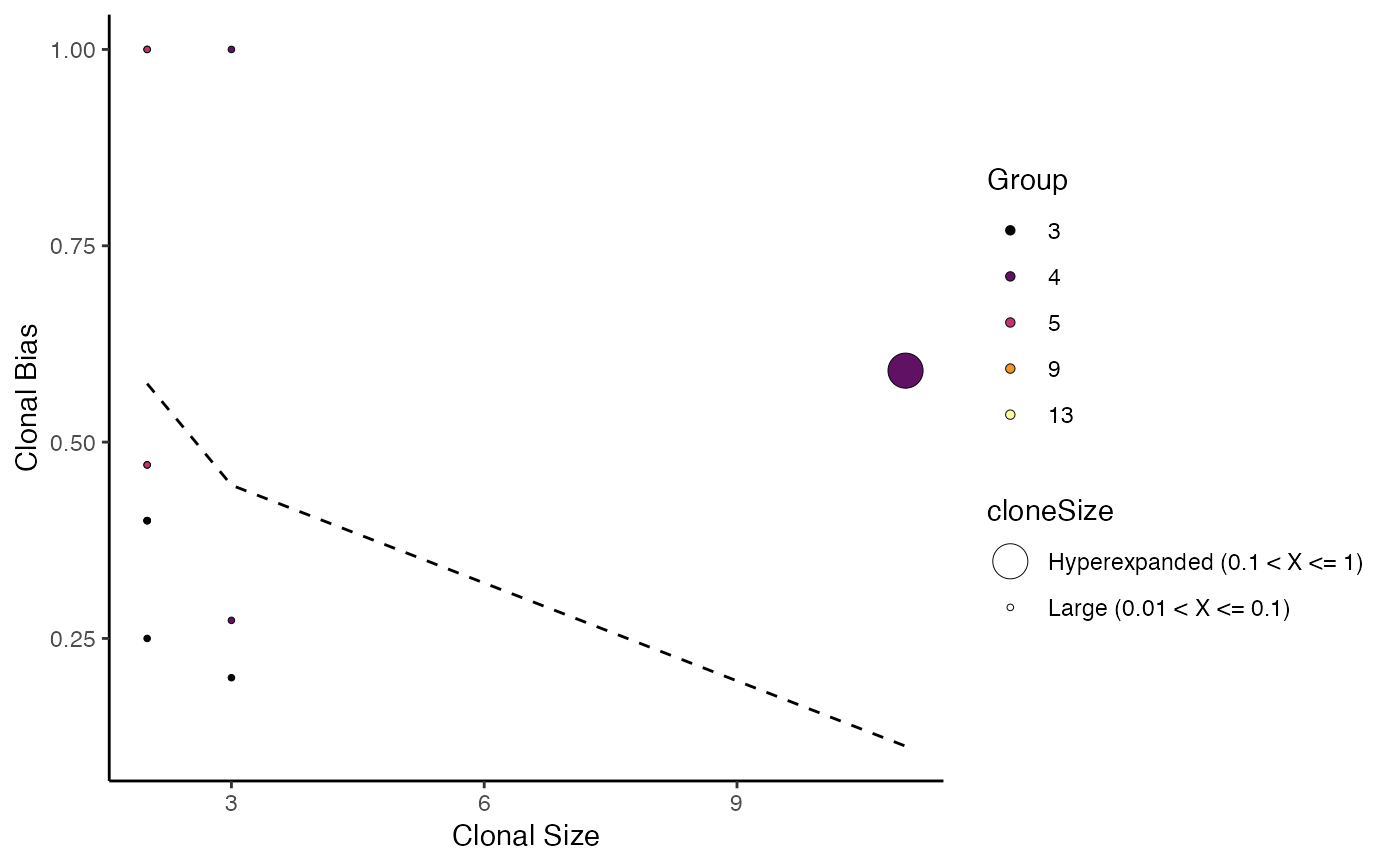 1.00
0.75
0.50
0.25
Clonal Bias
3
6
9
Clonal Size
Group
3
4
5
9
13
cloneSize
Hyperexpanded (0.1 < X <= 1)
Large (0.01 < X <= 0.1)